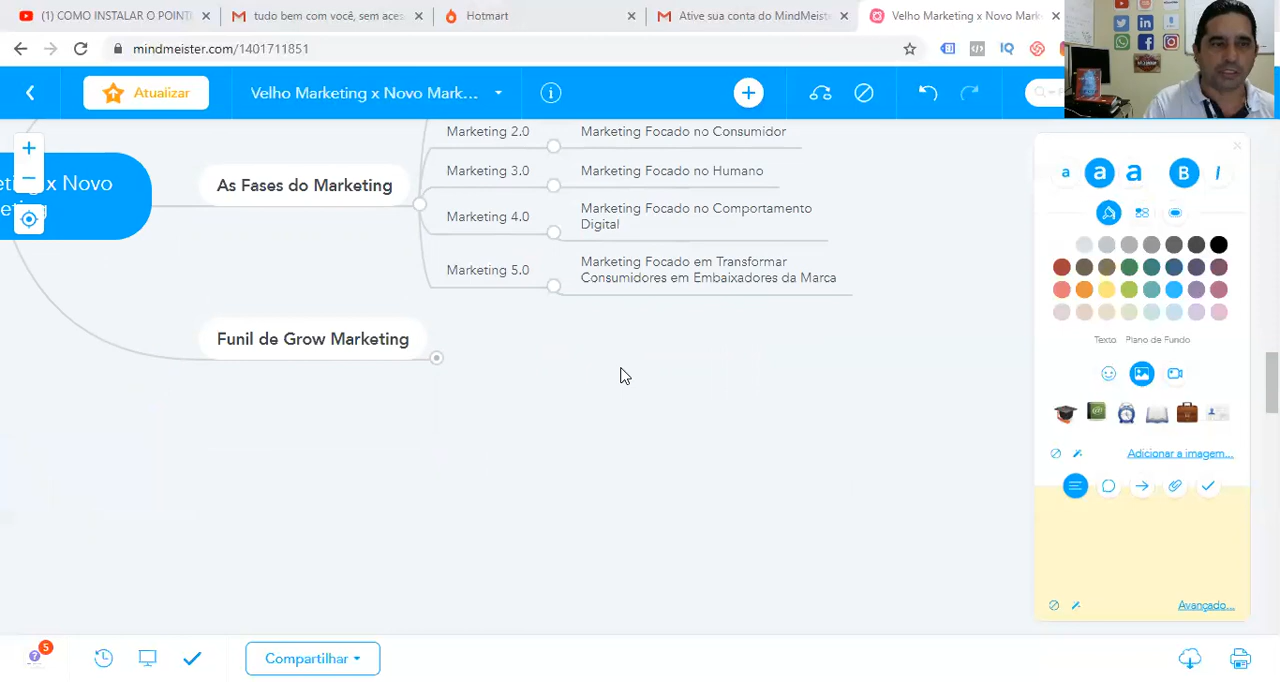 (1) COMO INSTALAR O POINT
tudo bem com você, sem aces
Hotmart
Ative sua conta do MindMeiste
Velho Marketing x Novo Mark
mindmeister.com/1401711851
IQ
Atualizar
Velho Marketing x Novo Mark...
Marketing 2.0
Marketing Focado no Consumidor
Marketing 3.0
Marketing Focado no Humano
As Fases do Marketing
Marketing 4.0
Marketing Focado no Comportamento
Digital
Marketing 5.0
Marketing Focado em Transformar
Consumidores em Embaixadores da Marca
x Novo
Funil de Grow Marketing
a a a B I
Texto Plano de Fundo
Adicionar a imagem...
Avançado...
5
Compartilhar